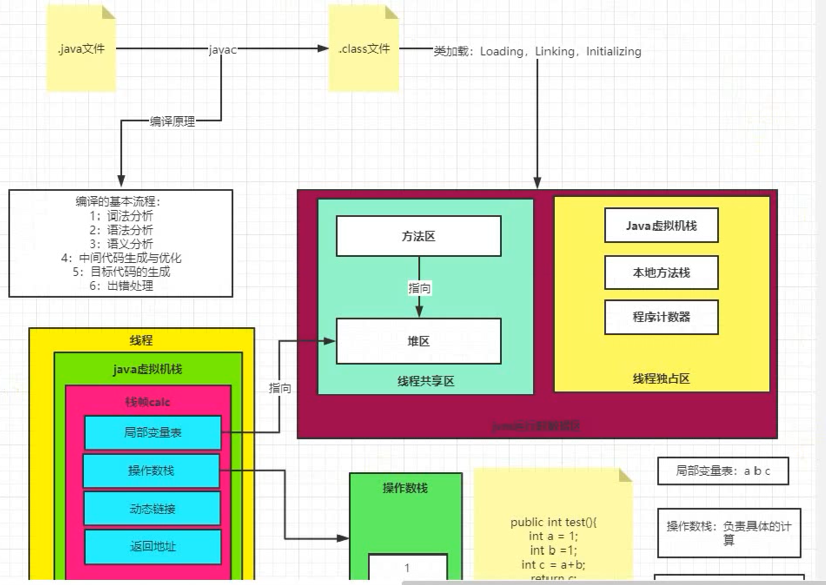 .java文件
javac
.class文件
类加载：Loading，Linking，Initializing
编译原理
编译的基本流程：
1；词法分析
2：语法分析
3：语义分析
4：中间代码生成与优化
5：目标代码的生成
6：出错处理
方法区
指向
堆区
线程共享区
Java虚拟机栈
本地方法栈
程序计数器
线程独占区
线程
java虚拟机栈
栈帧calc
局部变量表
操作数栈
动态链接
返回地址
指向
操作数栈
1
public int test(){
int a = 1;
int b =1;
int c = a+b;
return c;
局部变量表：a b c
操作数栈：负责具体的计
算